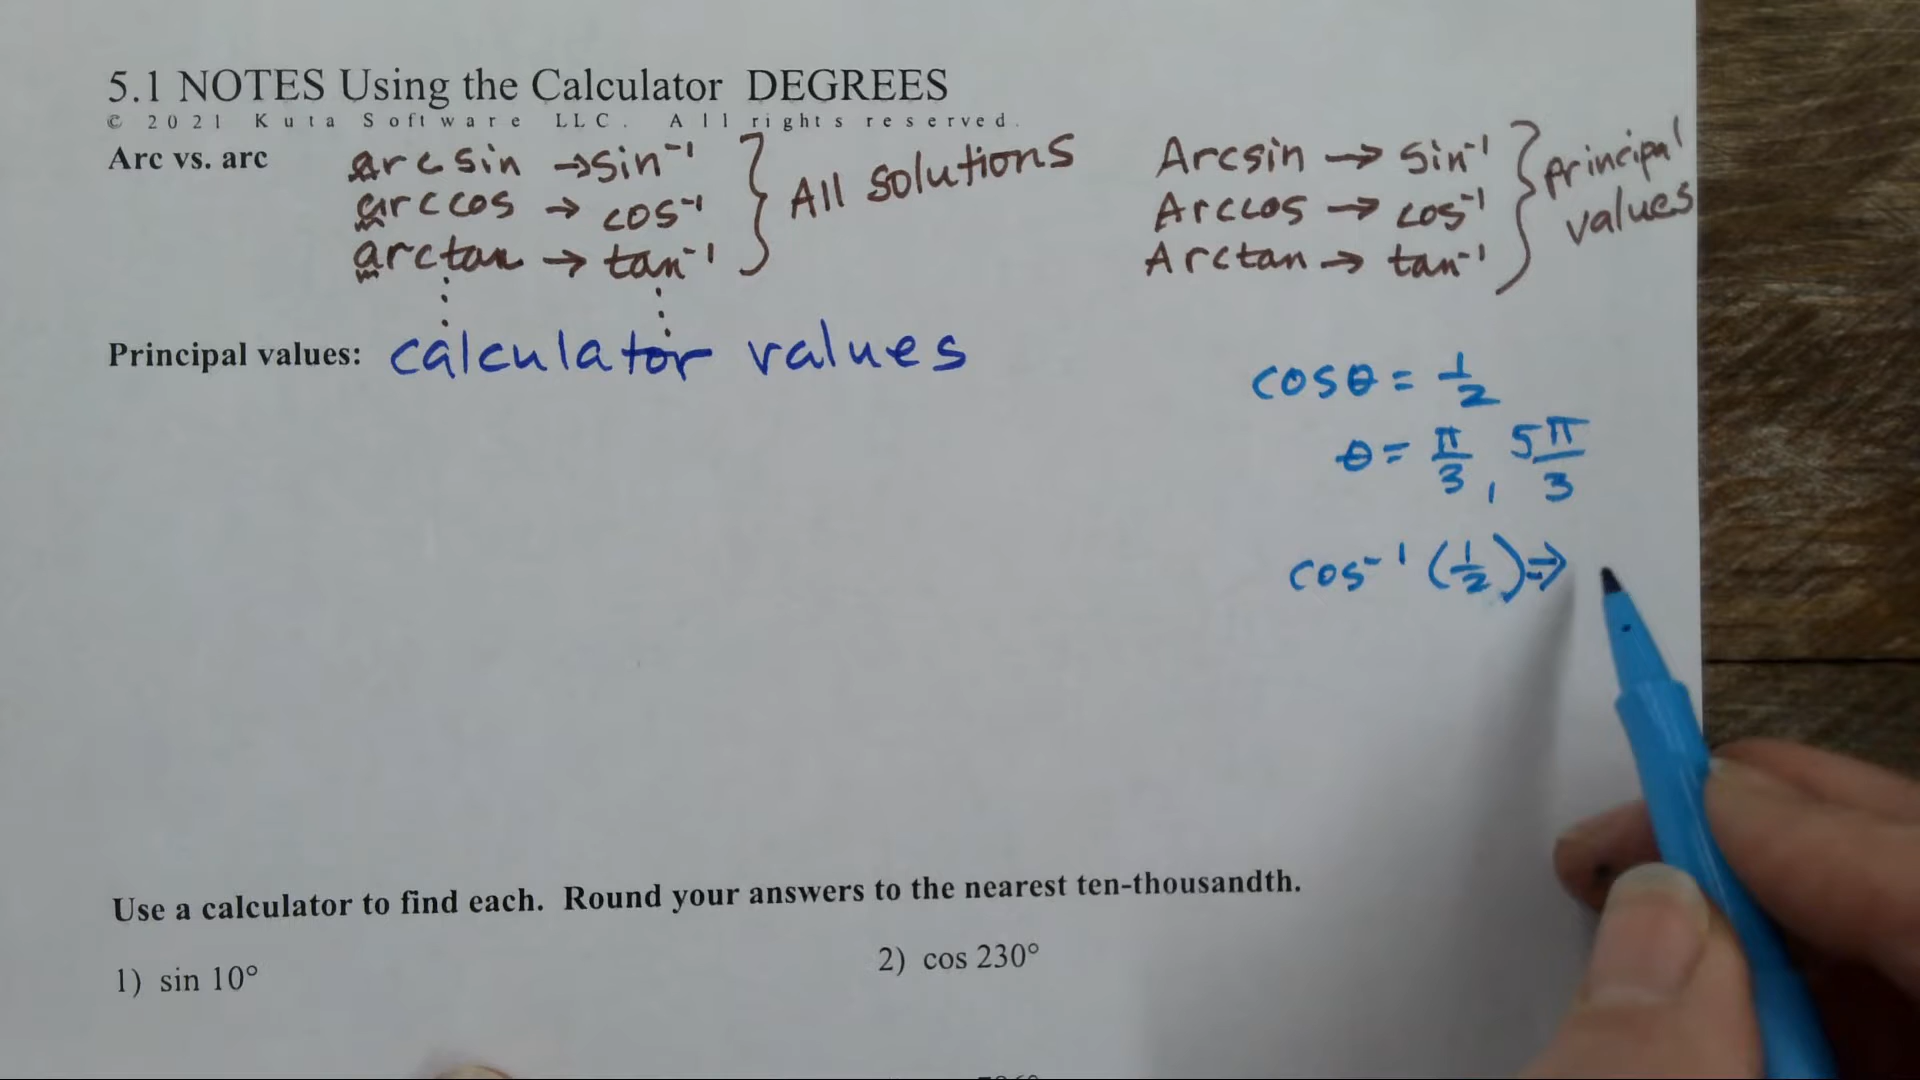 5.1 NOTES Using the Calculator DEGREES
© 2021 Kuta Software LLC. All rights reserved.
Arc vs. arc
arcsin → sin⁻¹
arccos → cos⁻¹
arctan → tan⁻¹
All solutions
Arcsin → sin⁻¹
Arccos → cos⁻¹
Arctan → tan⁻¹
principal
values
Principal values: calculator values
cosθ = 1/2
θ = π/3, 5π/3
cos⁻¹(1/2) ⇒
Use a calculator to find each. Round your answers to the nearest ten-thousandth.
1) sin 10°
2) cos 230°